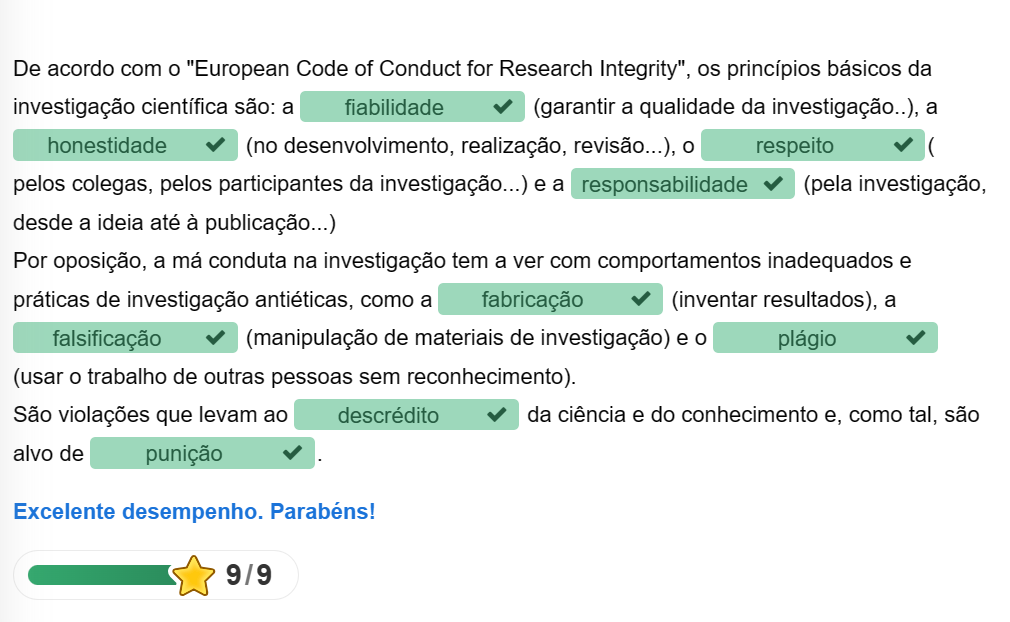 De acordo com o "European Code of Conduct for Research Integrity", os princípios básicos da
investigação científica são: a fiabilidade (garantir a qualidade da investigação..), a
honestidade (no desenvolvimento, realização, revisão...), o respeito (
pelos colegas, pelos participantes da investigação...) e a responsabilidade (pela investigação,
desde a ideia até à publicação...)
Por oposição, a má conduta na investigação tem a ver com comportamentos inadequados e
práticas de investigação antiéticas, como a fabricação (inventar resultados), a
falsificação (manipulação de materiais de investigação) e o plágio
(usar o trabalho de outras pessoas sem reconhecimento).
São violações que levam ao descrédito da ciência e do conhecimento e, como tal, são
alvo de punição .
Excelente desempenho. Parabéns!
9/9